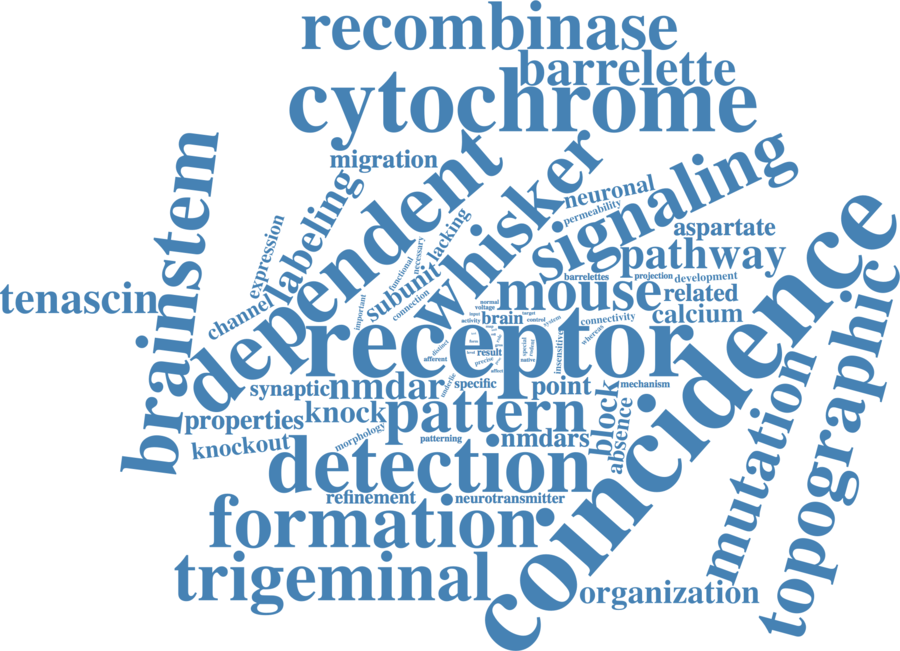 recombinase
barrelette
cytochrome
migration
dependent
whisker
brainstem
labeling
neuronal
signaling
permeability
lacking
expression
necessary
functional
aspartate
pathway
coincidence
subunit
channel
connection
important
barrelettes
projection
development
tenascin
mouse
related
topographic
normal
voltage
calcium
input
target
brain
control
activity
system
connectivity
whereas
receptor
distinct
insensitive
special
result
afferent
precise
native
synaptic
nmdar
underlie
specific
point
mechanism
mutation
properties
knock
pattern
block
absence
knockout
morphology
patterning
nmdars
detection
refinement
neurotransmitter
formation
trigeminal
organization